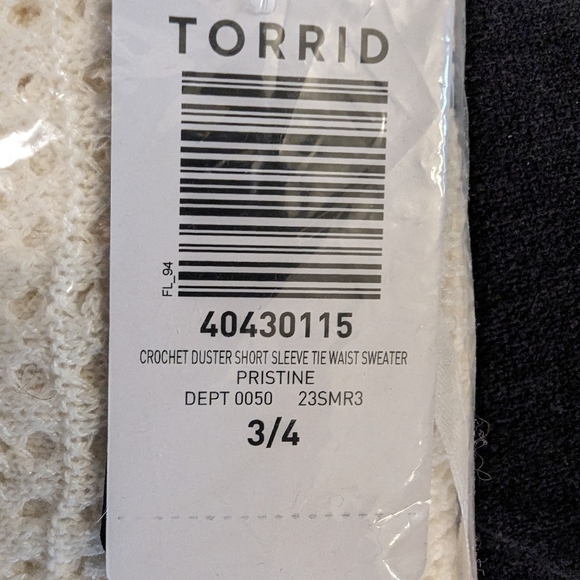 TORRID
FL_94
40430115
CROCHET DUSTER SHORT SLEEVE TIE WAIST SWEATER
PRISTINE
DEPT 0050 23SMR3
3/4